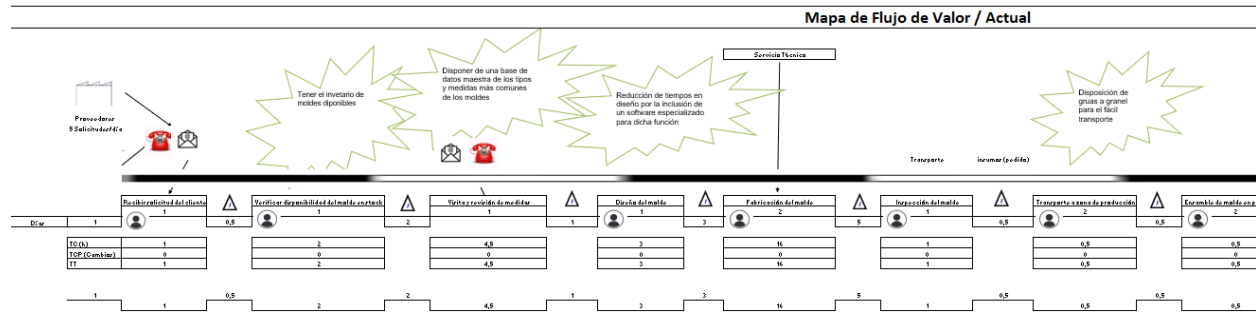 Mapa de Flujo de Valor / Actual
Servicio Técnico
Tener el invetario de
moldes diponibles
Disponer de una base de
datos maestra de los tipos
y medidas más comunes
de los moldes
Reducción de tiempos en
diseño por la inclusión de
un software especializado
para dicha función
Disposición de
gruas a granel
para el fácil
transporte
Proveedores
5 Solicitudes/día
Transporte insumos (pedido)
Recibir solicitud del cliente
Verificar disponibilidad del molde en stock
Visita y revisión de medidas
Diseño del molde
Fabricación del molde
Inspección del molde
Transporte a zona de producción
Ensamble de molde en
1 1 1 1 2 1 2 2
Días 1 0,5 2 1 3 5 0,5 0,5
TC (h) 1 2 4,5 3 16 1 0,5 0,5
TCP (Cambios) 0 0 0 0 0 0 0 0
TT 1 2 4,5 3 16 1 0,5 0,5
1 0,5 2 1 3 5 0,5 0,5
1 2 4,5 3 16 1 0,5 0,5